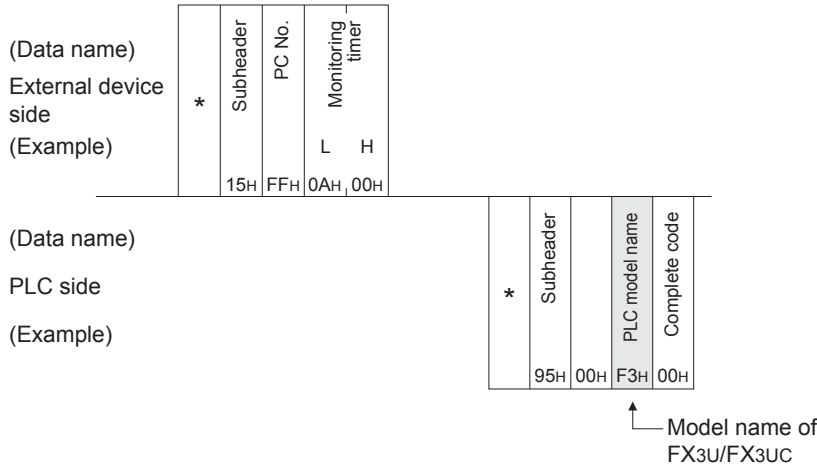 (Data name)
External device
side
(Example)
*
Subheader
PC No.
Monitoring
timer
L H
15H FFH 0AH 00H
(Data name)
PLC side
(Example)
*
Subheader
PLC model name
Complete code
95H 00H F3H 00H
Model name of
FX3U/FX3UC